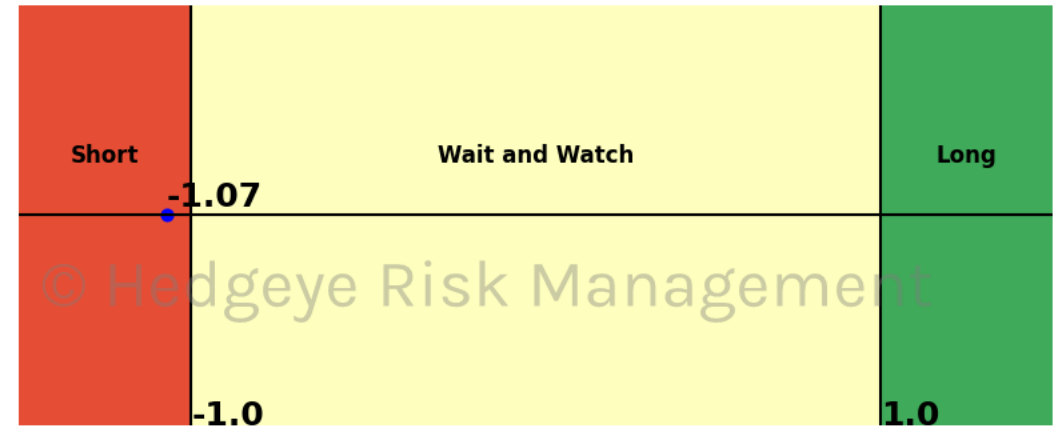 Short
Wait and Watch
Long
-1.07
© Hedgeye Risk Management
-1.0
1.0